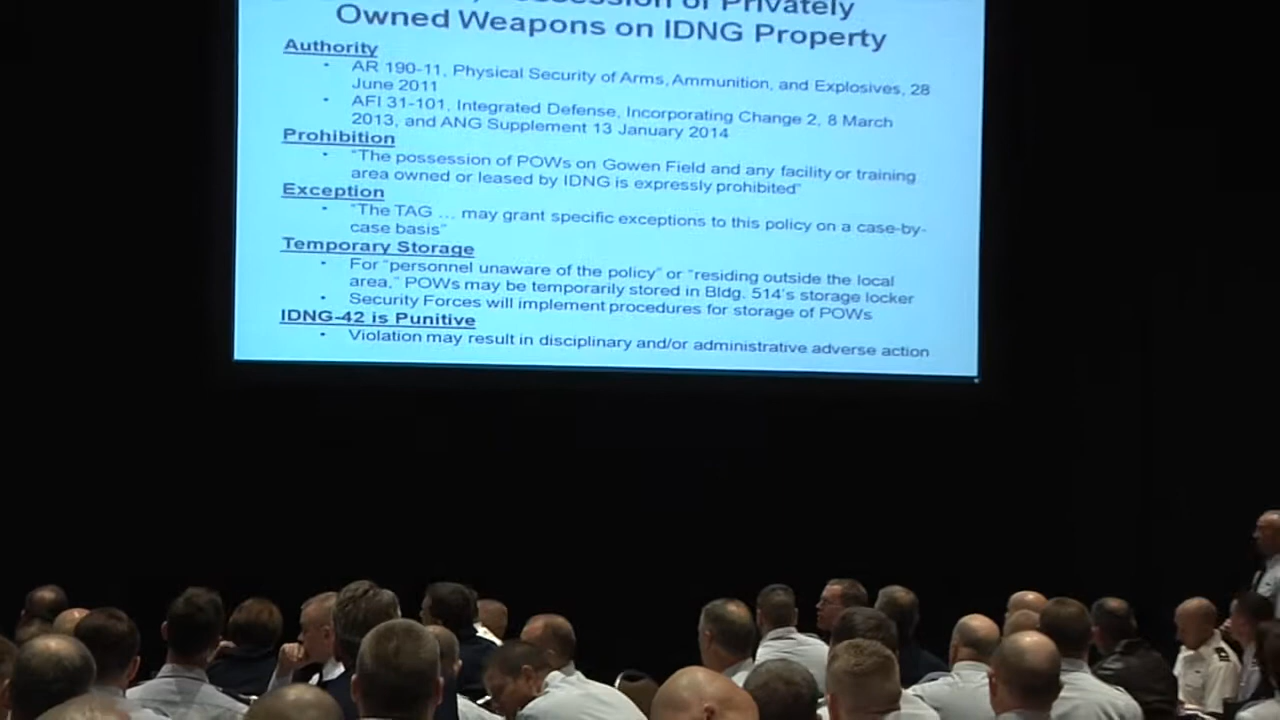 of Privately
Owned Weapons on IDNG Property
Authority
• AR 190-11, Physical Security of Arms, Ammunition, and Explosives, 28
June 2011
• AFI 31-101, Integrated Defense, Incorporating Change 2, 8 March
2013, and ANG Supplement 13 January 2014
Prohibition
• "The possession of POWs on Gowen Field and any facility or training
area owned or leased by IDNG is expressly prohibited"
Exception
• "The TAG ... may grant specific exceptions to this policy on a case-by-
case basis"
Temporary Storage
• For "personnel unaware of the policy" or "residing outside the local
area," POWs may be temporarily stored in Bldg. 514's storage locker
• Security Forces will implement procedures for storage of POWs
IDNG-42 is Punitive
• Violation may result in disciplinary and/or administrative adverse action